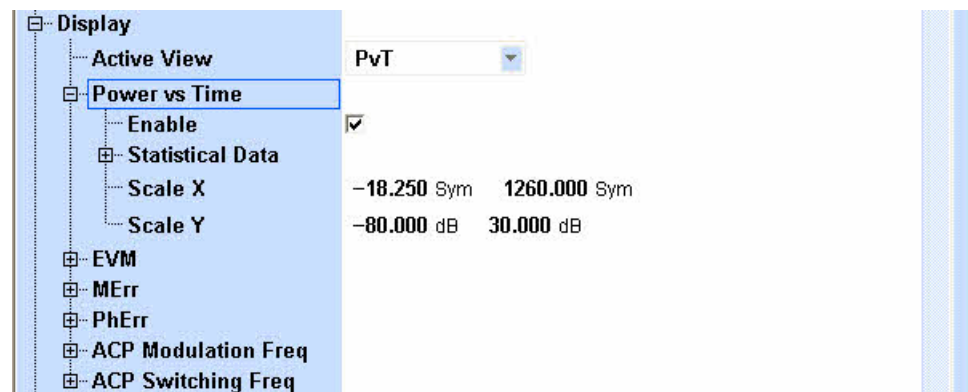 Display
Active View PvT
Power vs Time
Enable
Statistical Data
Scale X −18.250 Sym 1260.000 Sym
Scale Y −80.000 dB 30.000 dB
EVM
MErr
PhErr
ACP Modulation Freq
ACP Switching Freq